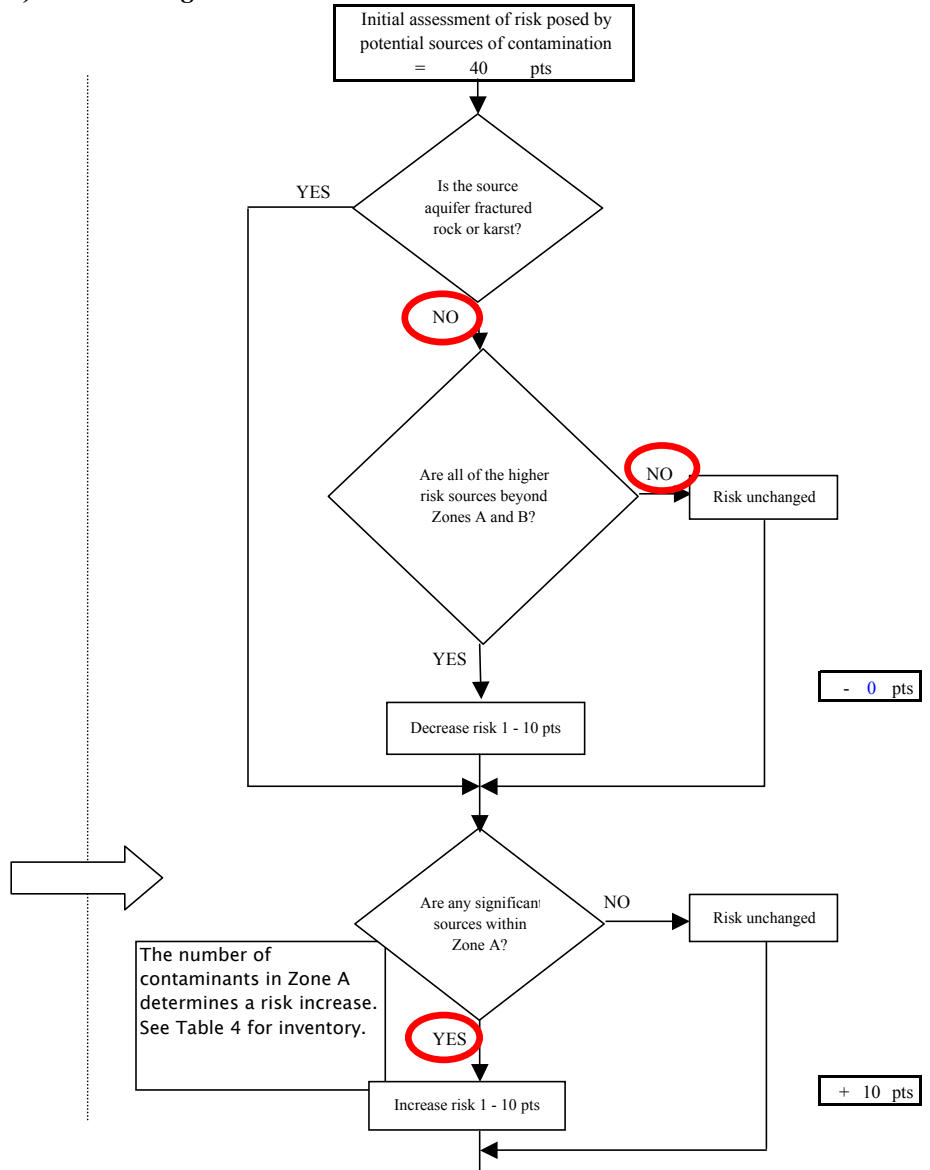 Initial assessment of risk posed by
potential sources of contamination
= 40 pts
Is the source
aquifer fractured
rock or karst?
YES
NO
Are all of the higher
risk sources beyond
Zones A and B?
NO
Risk unchanged
YES
- 0 pts
Decrease risk 1 - 10 pts
Are any significant
sources within
Zone A?
NO
Risk unchanged
The number of
contaminants in Zone A
determines a risk increase.
See Table 4 for inventory.
YES
+ 10 pts
Increase risk 1 - 10 pts